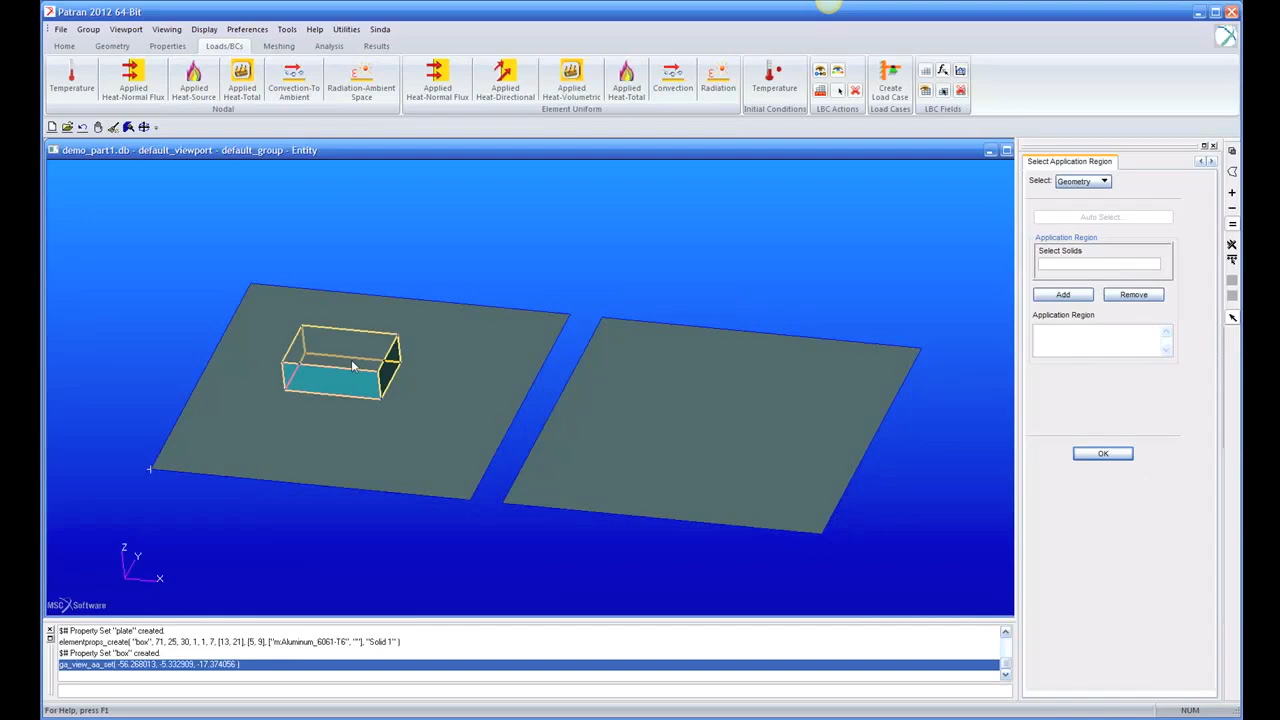 Patran 2012 64-Bit
File Group Viewport Viewing Display Preferences Tools Help Utilities Sinda
Home Geometry Properties Loads/BCs Meshing Analysis Results
Temperature
Applied Heat-Normal Flux
Applied Heat-Source
Applied Heat-Total
Convection-To Ambient
Radiation-Ambient Space
Applied Heat-Normal Flux
Applied Heat-Directional
Applied Heat-Volumetric
Applied Heat-Total
Convection
Radiation
Temperature
Create Load Case
Nodal
Element Uniform
Initial Conditions
LBC Actions
Load Cases
LBC Fields
demo_part1.db - default_viewport - default_group - Entity
Select Application Region
Select: Geometry
Auto Select...
Application Region
Select Solids
Add Remove
Application Region
OK
Z
Y
X
MSC Software
$# Property Set "plate" created.
elementprops_create( "box", 71, 25, 30, 1, 1, 7, [13, 21], [5, 9], ["m:Aluminum_6061-T6", ""], "Solid 1" )
$# Property Set "box" created.
ga_view_aa_set( -56.268013, -5.332909, -17.374056 )
For Help, press F1
NUM